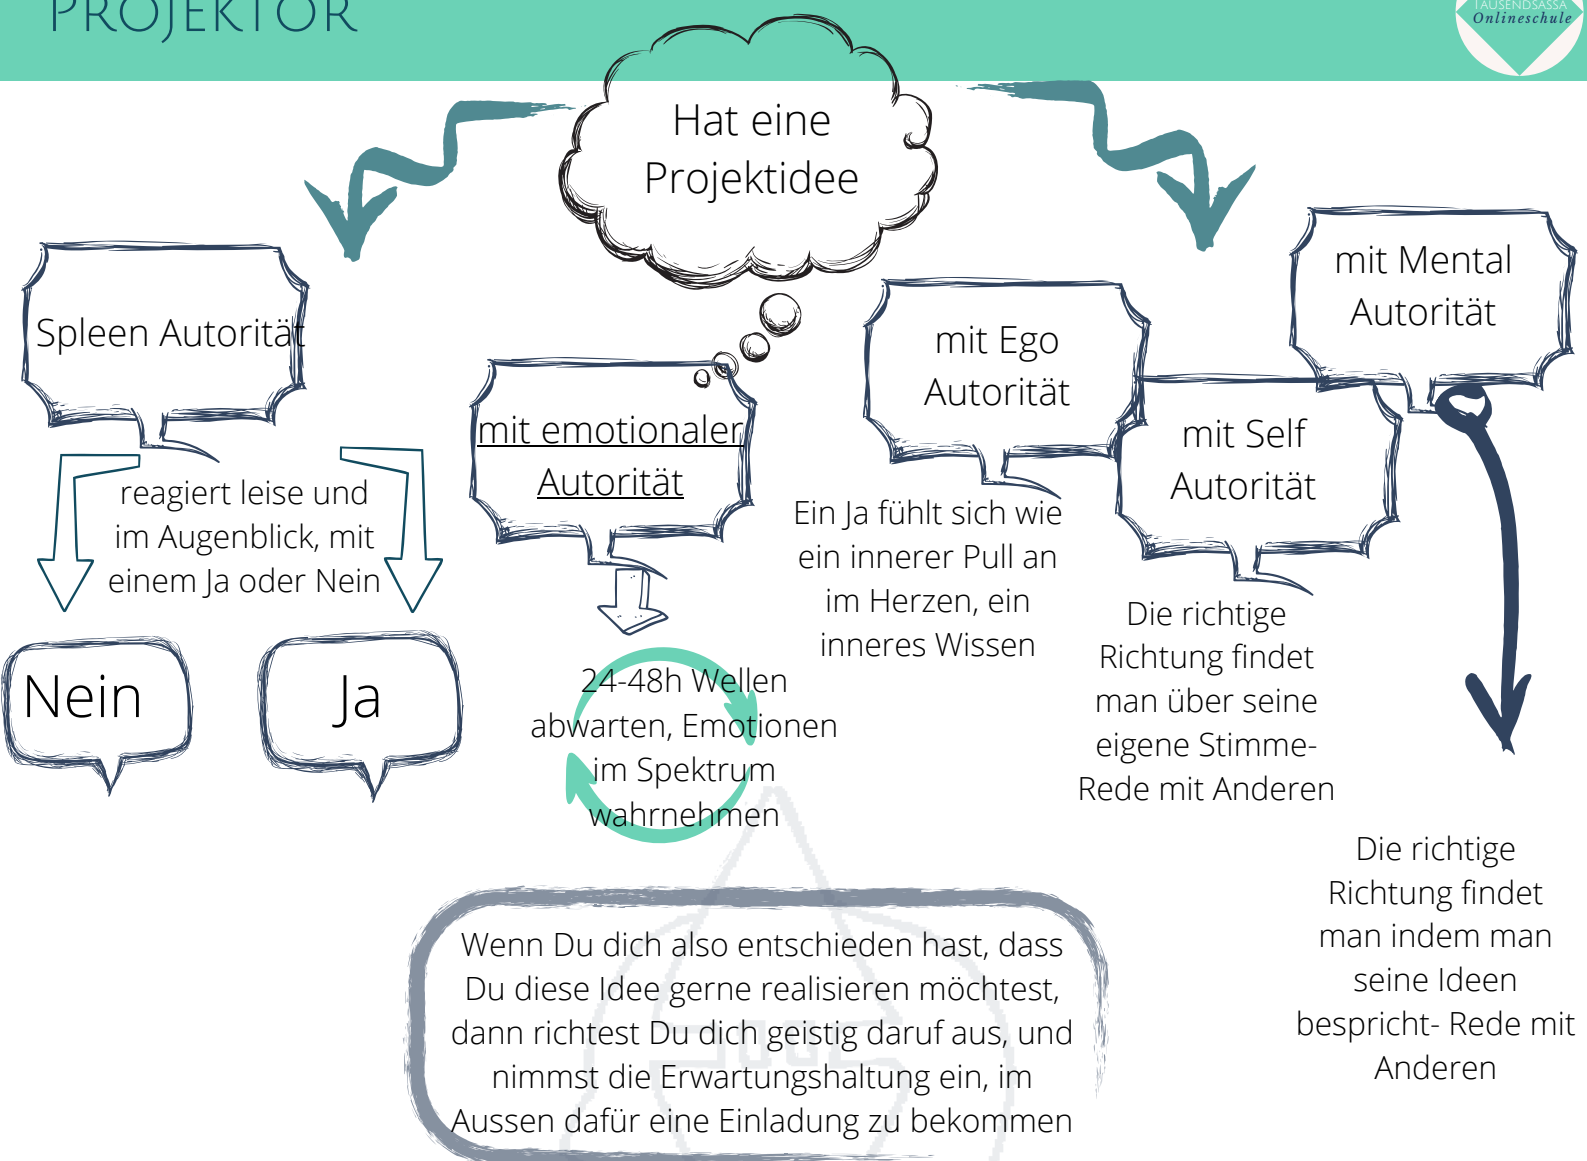 PROJEKTOR
TAUSENDSASSA
Onlineschule
Hat eine
Projektidee
Spleen Autorität
reagiert leise und
im Augenblick, mit
einem Ja oder Nein
Nein
Ja
mit emotionaler
Autorität
24-48h Wellen
abwarten, Emotionen
im Spektrum
wahrnehmen
mit Ego
Autorität
Ein Ja fühlt sich wie
ein innerer Pull an
im Herzen, ein
inneres Wissen
mit Self
Autorität
Die richtige
Richtung findet
man über seine
eigene Stimme-
Rede mit Anderen
mit Mental
Autorität
Die richtige
Richtung findet
man indem man
seine Ideen
bespricht- Rede mit
Anderen
Wenn Du dich also entschieden hast, dass
Du diese Idee gerne realisieren möchtest,
dann richtest Du dich geistig daruf aus, und
nimmst die Erwartungshaltung ein, im
Aussen dafür eine Einladung zu bekommen